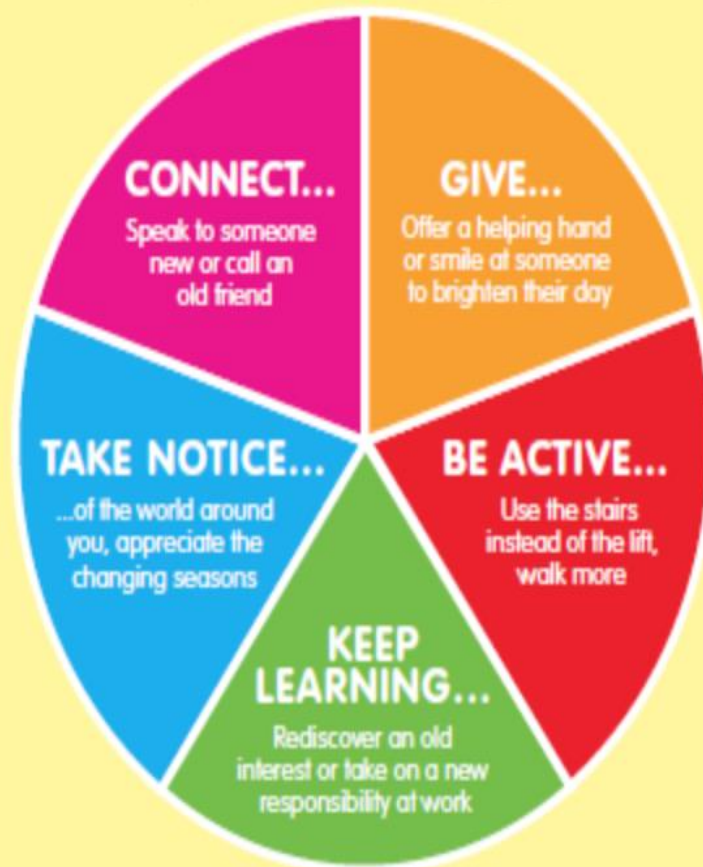 CONNECT...
Speak to someone
new or call an
old friend
GIVE...
Offer a helping hand
or smile at someone
to brighten their day
TAKE NOTICE...
...of the world around
you, appreciate the
changing seasons
BE ACTIVE...
Use the stairs
instead of the lift,
walk more
KEEP
LEARNING...
Rediscover an old
interest or take on a new
responsibility at work